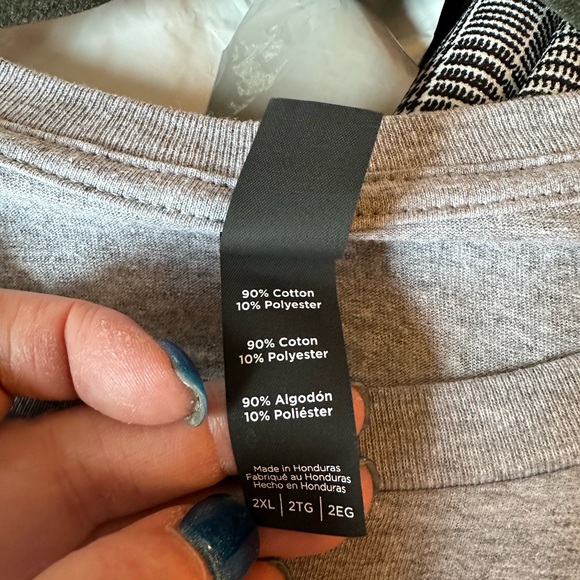 90% Cotton
10% Polyester
90% Coton
10% Polyester
90% Algodón
10% Poliéster
Made in Honduras
Fabriqué au Honduras
Hecho en Honduras
2XL | 2TG | 2EG